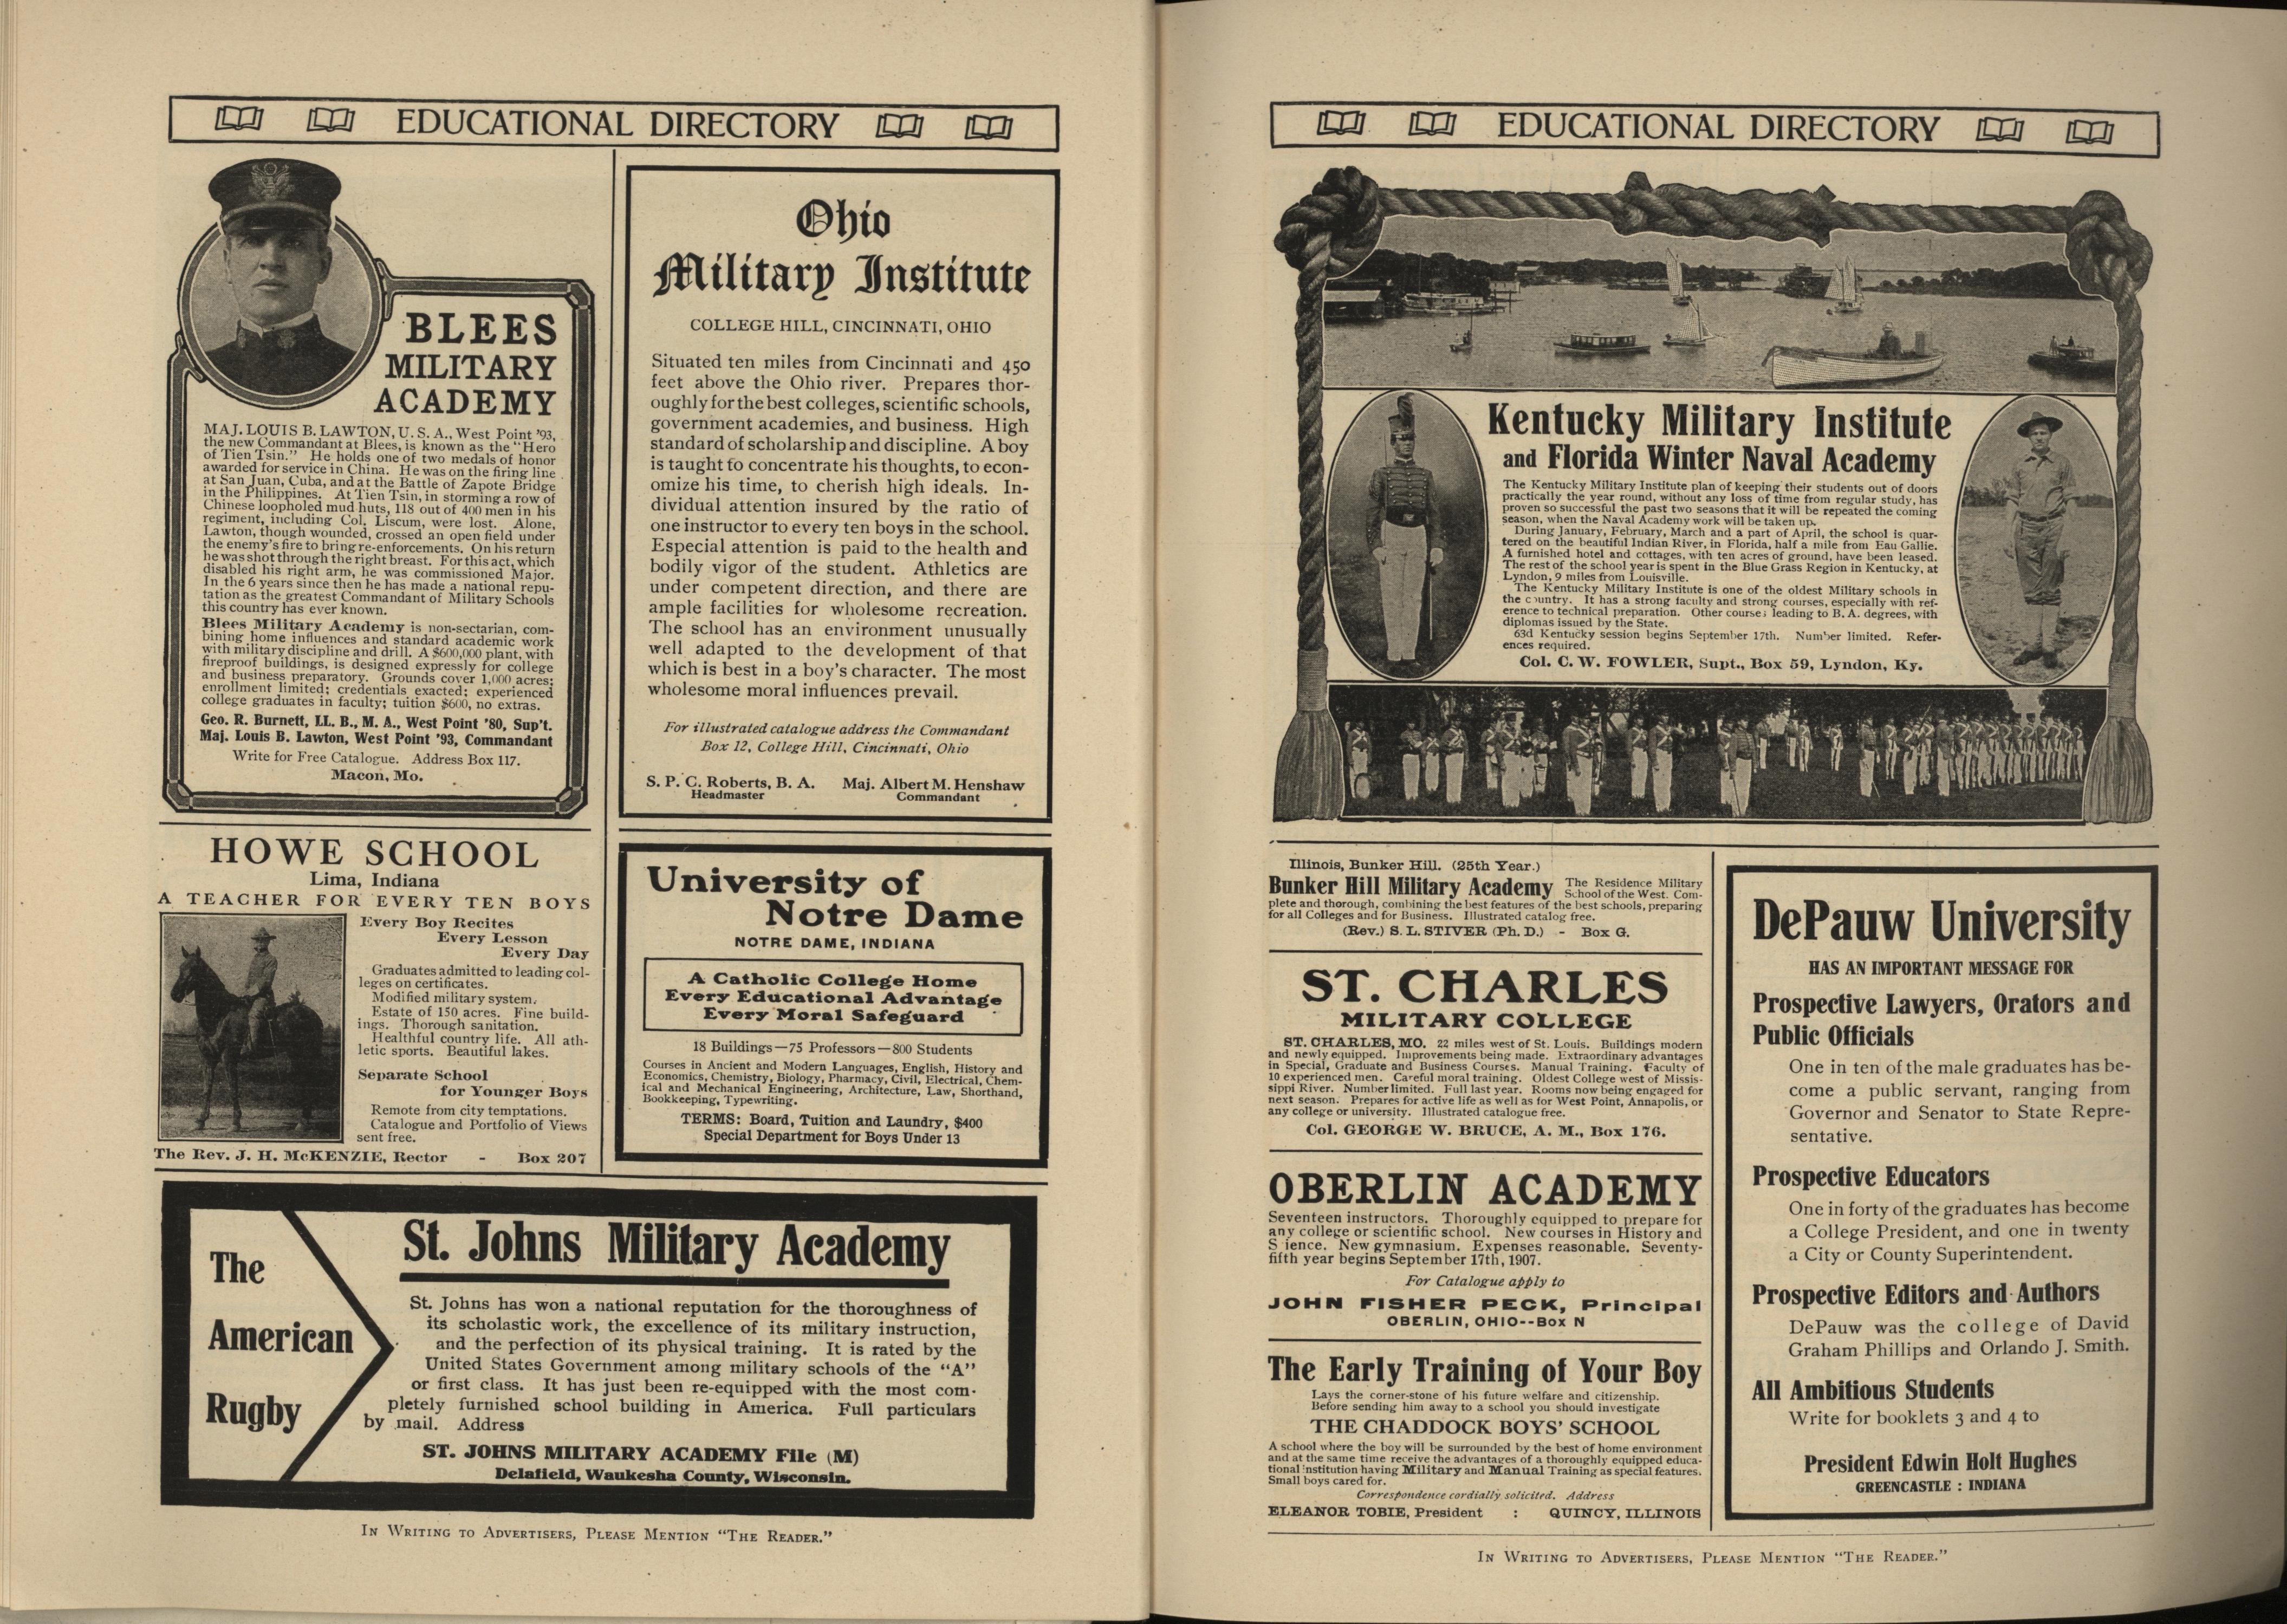 EDUCATIONAL DIRECTORY
BLEES
MILITARY
ACADEMY
MAJ. LOUIS B. LAWTON, U. S. A., West Point '93,
the new Commandant at Blees, is known as the "Hero
of Tien Tsin." He holds one of two medals of honor
awarded for service in China. He was on the firing line
at San Juan, Cuba, and at the Battle of Zapote Bridge
in the Philippines. At Tien Tsin, in storming a row of
Chinese loopholed mud huts, 118 out of 400 men in his
regiment, including Col. Liscum, were lost. Alone,
Lawton, though wounded, crossed an open field under
the enemy's fire to bring re-enforcements. On his return
he was shot through the right breast. For this act, which
disabled his right arm, he was commissioned Major.
In the 6 years since then he has made a national repu-
tation as the greatest Commandant of Military Schools
this country has ever known.
Blees Military Academy is non-sectarian, com-
bining home influences and standard academic work
with military discipline and drill. A $600,000 plant, with
fireproof buildings, is designed expressly for college
and business preparatory. Grounds cover 1,000 acres;
enrollment limited; credentials exacted; experienced
college graduates in faculty; tuition $600, no extras.
Geo. R. Burnett, LL. B., M. A., West Point '80, Sup't.
Maj. Louis B. Lawton, West Point '93, Commandant
Write for Free Catalogue. Address Box 117.
Macon, Mo.
Ohio
Military Institute
COLLEGE HILL, CINCINNATI, OHIO
Situated ten miles from Cincinnati and 450
feet above the Ohio river. Prepares thor-
oughly for the best colleges, scientific schools,
government academies, and business. High
standard of scholarship and discipline. A boy
is taught to concentrate his thoughts, to econ-
omize his time, to cherish high ideals. In-
dividual attention insured by the ratio of
one instructor to every ten boys in the school.
Especial attention is paid to the health and
bodily vigor of the student. Athletics are
under competent direction, and there are
ample facilities for wholesome recreation.
The school has an environment unusually
well adapted to the development of that
which is best in a boy's character. The most
wholesome moral influences prevail.
For illustrated catalogue address the Commandant
Box 12, College Hill, Cincinnati, Ohio
S. P. C. Roberts, B. A. Maj. Albert M. Henshaw
Headmaster Commandant
HOWE SCHOOL
Lima, Indiana
A TEACHER FOR EVERY TEN BOYS
Every Boy Recites
Every Lesson
Every Day
Graduates admitted to leading col-
leges on certificates.
Modified military system.
Estate of 150 acres. Fine build-
ings. Thorough sanitation.
Healthful country life. All ath-
letic sports. Beautiful lakes.
Separate School
for Younger Boys
Remote from city temptations.
Catalogue and Portfolio of Views
sent free.
The Rev. J. H. McKENZIE, Rector - Box 207
University of
Notre Dame
NOTRE DAME, INDIANA
A Catholic College Home
Every Educational Advantage
Every Moral Safeguard
18 Buildings—75 Professors—800 Students
Courses in Ancient and Modern Languages, English, History and
Economics, Chemistry, Biology, Pharmacy, Civil, Electrical, Chem-
ical and Mechanical Engineering, Architecture, Law, Shorthand,
Bookkeeping, Typewriting.
TERMS: Board, Tuition and Laundry, $400
Special Department for Boys Under 13
The
American
Rugby
St. Johns Military Academy
St. Johns has won a national reputation for the thoroughness of
its scholastic work, the excellence of its military instruction,
and the perfection of its physical training. It is rated by the
United States Government among military schools of the "A"
or first class. It has just been re-equipped with the most com-
pletely furnished school building in America. Full particulars
by mail. Address
ST. JOHNS MILITARY ACADEMY File (M)
Delafield, Waukesha County, Wisconsin.
IN WRITING TO ADVERTISERS, PLEASE MENTION "THE READER."
EDUCATIONAL DIRECTORY
Kentucky Military Institute
and Florida Winter Naval Academy
The Kentucky Military Institute plan of keeping their students out of doors
practically the year round, without any loss of time from regular study, has
proven so successful the past two seasons that it will be repeated the coming
season, when the Naval Academy work will be taken up.
During January, February, March and a part of April, the school is quar-
tered on the beautiful Indian River, in Florida, half a mile from Eau Gallie.
A furnished hotel and cottages, with ten acres of ground, have been leased.
The rest of the school year is spent in the Blue Grass Region in Kentucky, at
Lyndon, 9 miles from Louisville.
The Kentucky Military Institute is one of the oldest Military schools in
the country. It has a strong faculty and strong courses, especially with ref-
erence to technical preparation. Other courses leading to B. A. degrees, with
diplomas issued by the State.
63d Kentucky session begins September 17th. Number limited. Refer-
ences required.
Col. C. W. FOWLER, Supt., Box 59, Lyndon, Ky.
Illinois, Bunker Hill. (25th Year.)
Bunker Hill Military Academy The Residence Military
School of the West. Com-
plete and thorough, combining the best features of the best schools, preparing
for all Colleges and for Business. Illustrated catalog free.
(Rev.) S. L. STIVER (Ph. D.) - Box G.
ST. CHARLES
MILITARY COLLEGE
ST. CHARLES, MO. 22 miles west of St. Louis. Buildings modern
and newly equipped. Improvements being made. Extraordinary advantages
in Special, Graduate and Business Courses. Manual Training. Faculty of
10 experienced men. Careful moral training. Oldest College west of Missis-
sippi River. Number limited. Full last year. Rooms now being engaged for
next season. Prepares for active life as well as for West Point, Annapolis, or
any college or university. Illustrated catalogue free.
Col. GEORGE W. BRUCE, A. M., Box 176.
OBERLIN ACADEMY
Seventeen instructors. Thoroughly equipped to prepare for
any college or scientific school. New courses in History and
S ience. New gymnasium. Expenses reasonable. Seventy-
fifth year begins September 17th, 1907.
For Catalogue apply to
JOHN FISHER PECK, Principal
OBERLIN, OHIO--Box N
The Early Training of Your Boy
Lays the corner-stone of his future welfare and citizenship.
Before sending him away to a school you should investigate
THE CHADDOCK BOYS' SCHOOL
A school where the boy will be surrounded by the best of home environment
and at the same time receive the advantages of a thoroughly equipped educa-
tional institution having Military and Manual Training as special features.
Small boys cared for.
Correspondence cordially solicited. Address
ELEANOR TOBIE, President : QUINCY, ILLINOIS
DePauw University
HAS AN IMPORTANT MESSAGE FOR
Prospective Lawyers, Orators and
Public Officials
One in ten of the male graduates has be-
come a public servant, ranging from
Governor and Senator to State Repre-
sentative.
Prospective Educators
One in forty of the graduates has become
a College President, and one in twenty
a City or County Superintendent.
Prospective Editors and Authors
DePauw was the college of David
Graham Phillips and Orlando J. Smith.
All Ambitious Students
Write for booklets 3 and 4 to
President Edwin Holt Hughes
GREENCASTLE : INDIANA
IN WRITING TO ADVERTISERS, PLEASE MENTION "THE READER."